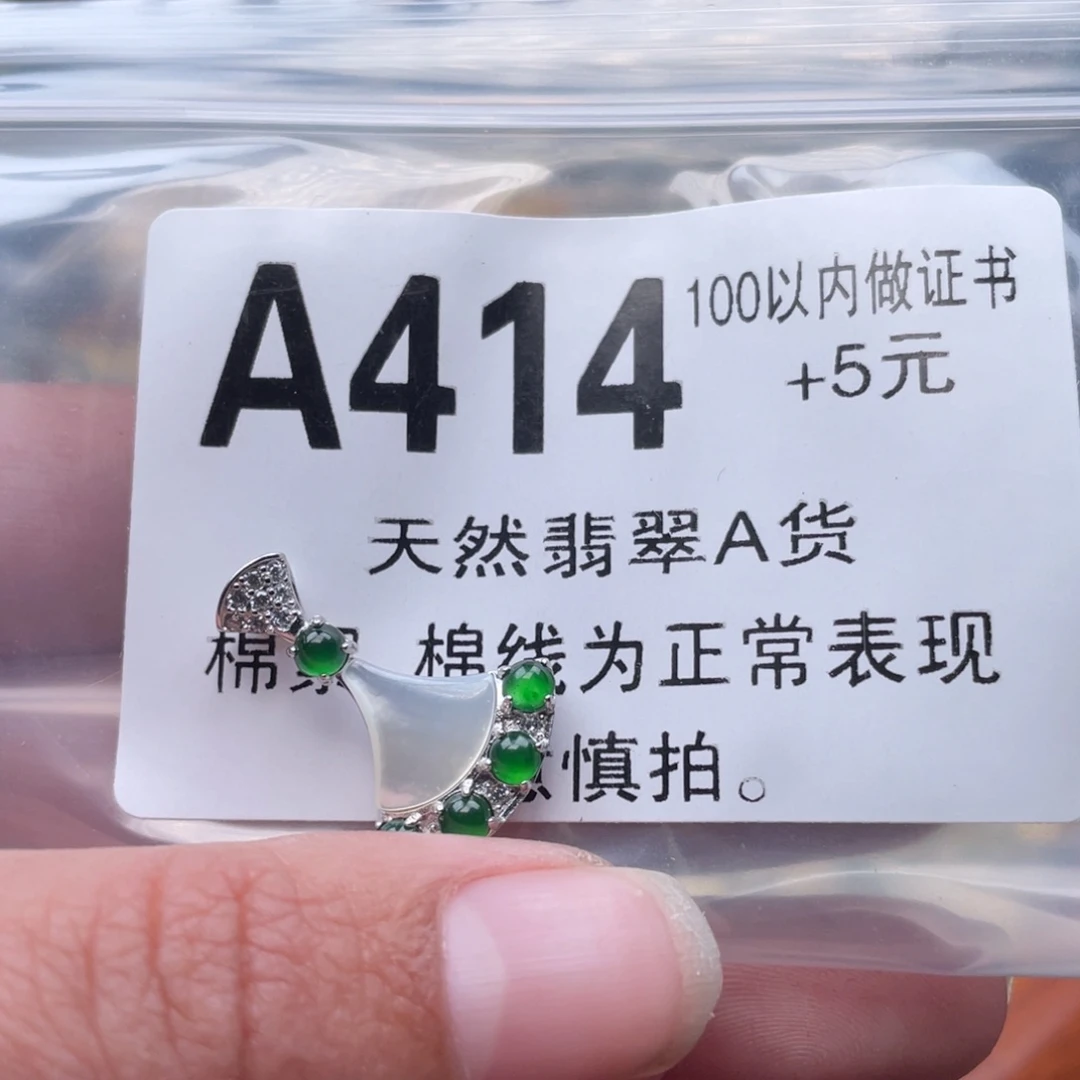 A414
100以内做证书
+5元
天然翡翠A货
棉 棉线为正常表现
慎拍。